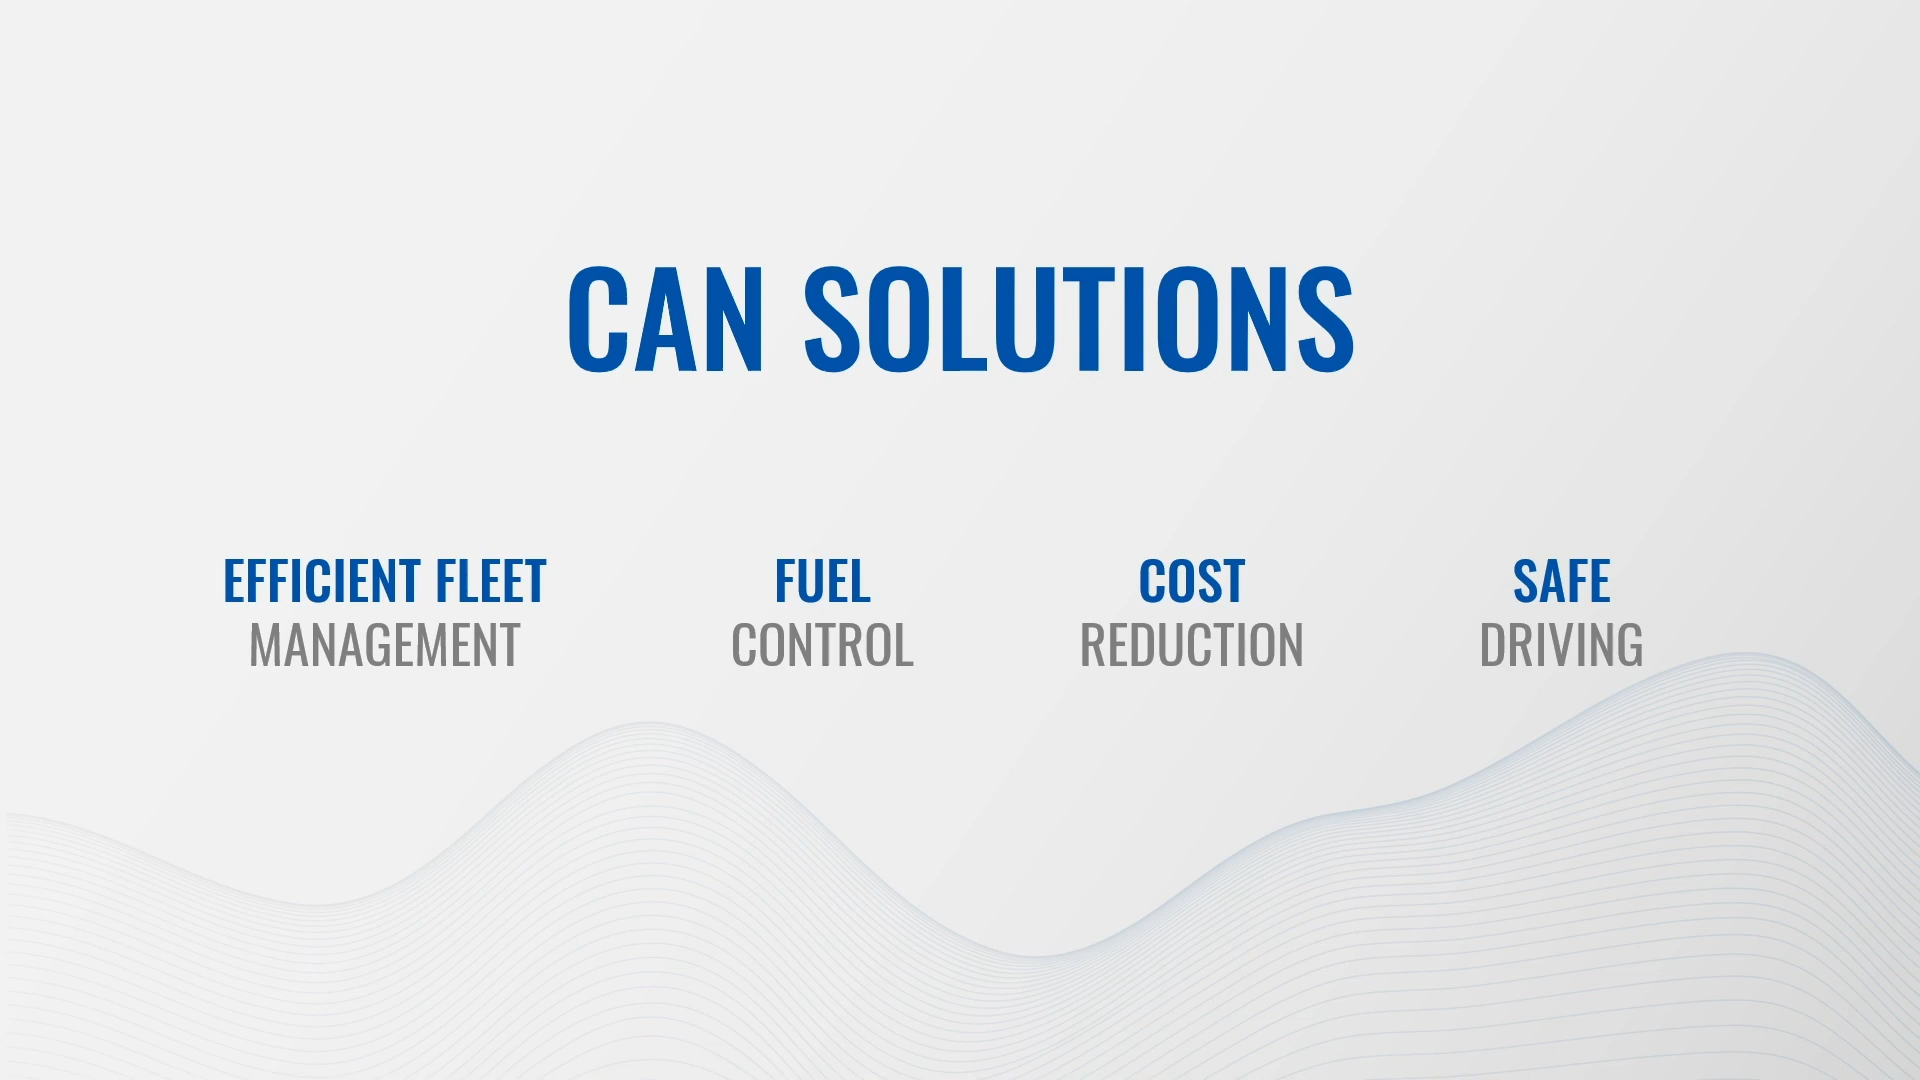 CAN SOLUTIONS
EFFICIENT FLEET
MANAGEMENT
FUEL
CONTROL
COST
REDUCTION
SAFE
DRIVING